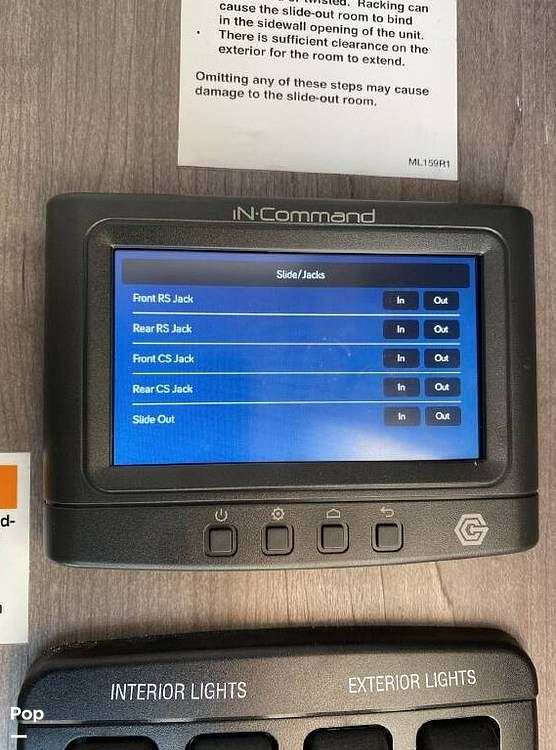 twisted. Racking can
cause the slide-out room to bind
in the sidewall opening of the unit.
• There is sufficient clearance on the
exterior for the room to extend.
Omitting any of these steps may cause
damage to the slide-out room.
ML159R1
iN·Command
Slide/Jacks
Front RS Jack In Out
Rear RS Jack In Out
Front CS Jack In Out
Rear CS Jack In Out
Slide Out In Out
d-
INTERIOR LIGHTS EXTERIOR LIGHTS
Pop